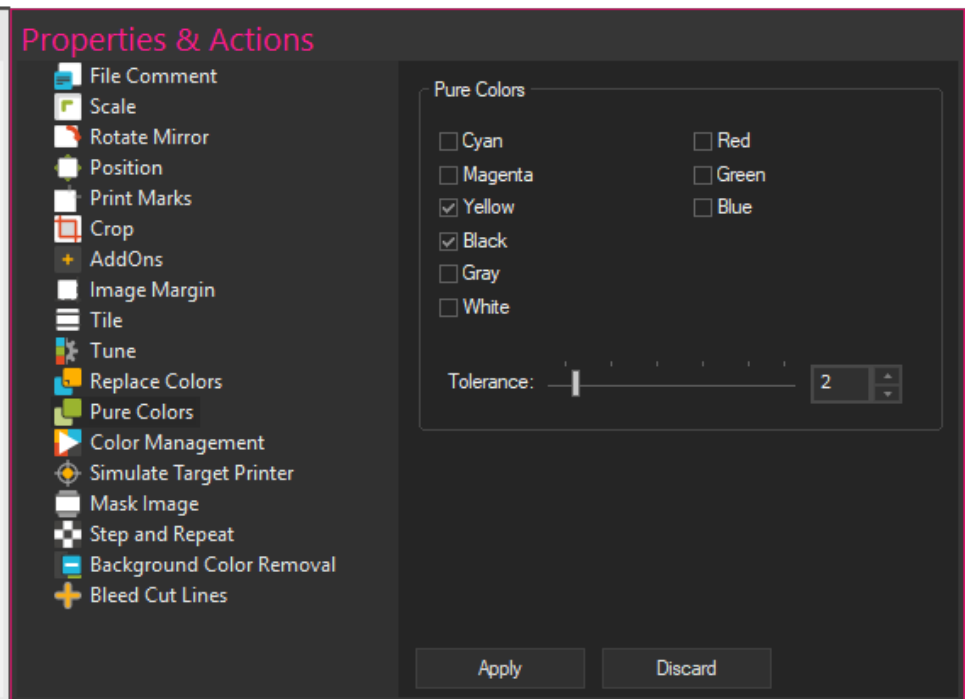 Properties & Actions
File Comment
Scale
Rotate Mirror
Position
Print Marks
Crop
AddOns
Image Margin
Tile
Tune
Replace Colors
Pure Colors
Color Management
Simulate Target Printer
Mask Image
Step and Repeat
Background Color Removal
Bleed Cut Lines
Pure Colors
Cyan
Magenta
Yellow
Black
Gray
White
Red
Green
Blue
Tolerance: 2
Apply Discard